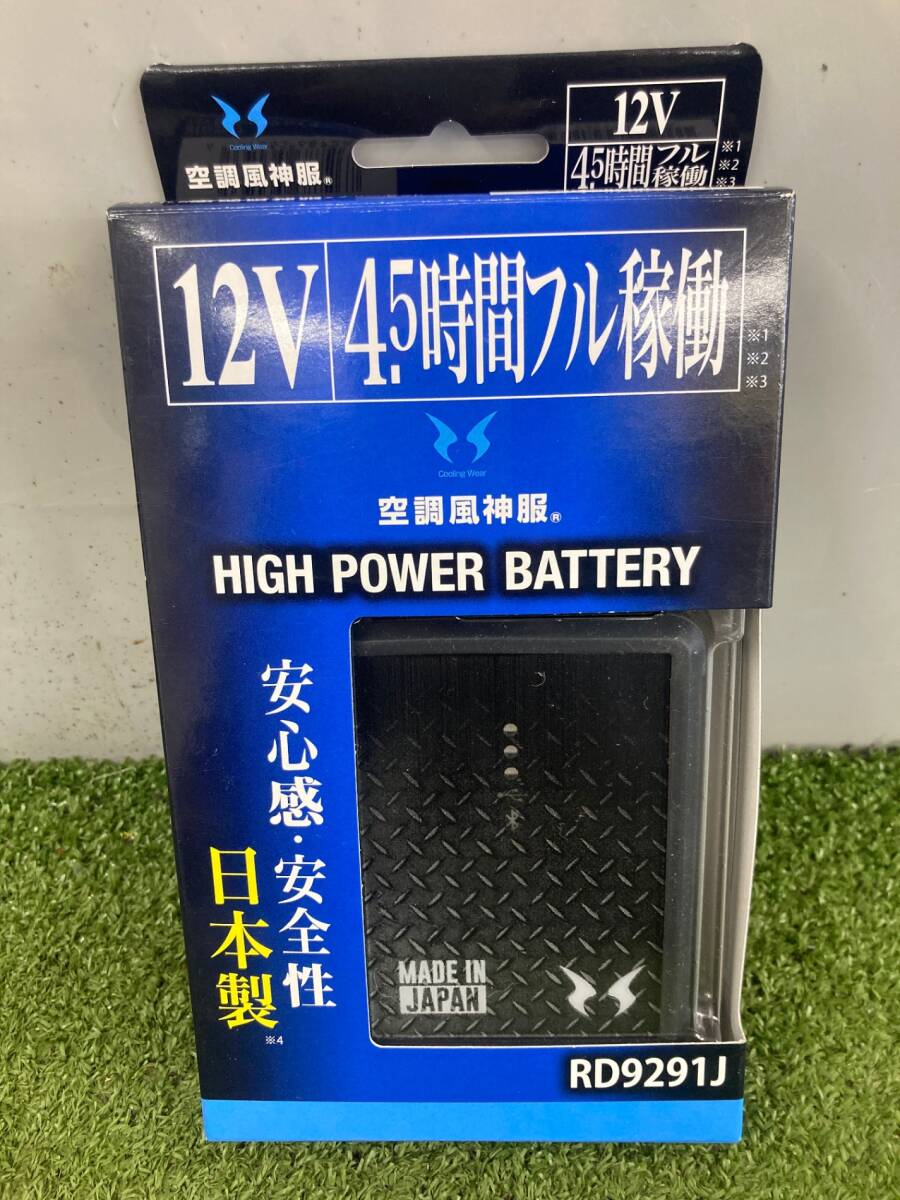 Cooling Wear
空調風神服®
12V
4.5時間フル稼働
※1
※2
※3
12V
4.5時間フル稼働
※1
※2
※3
Cooling Wear
空調風神服®
HIGH POWER BATTERY
安心感・安全性
日本製
※4
MADE IN
JAPAN
RD9291J